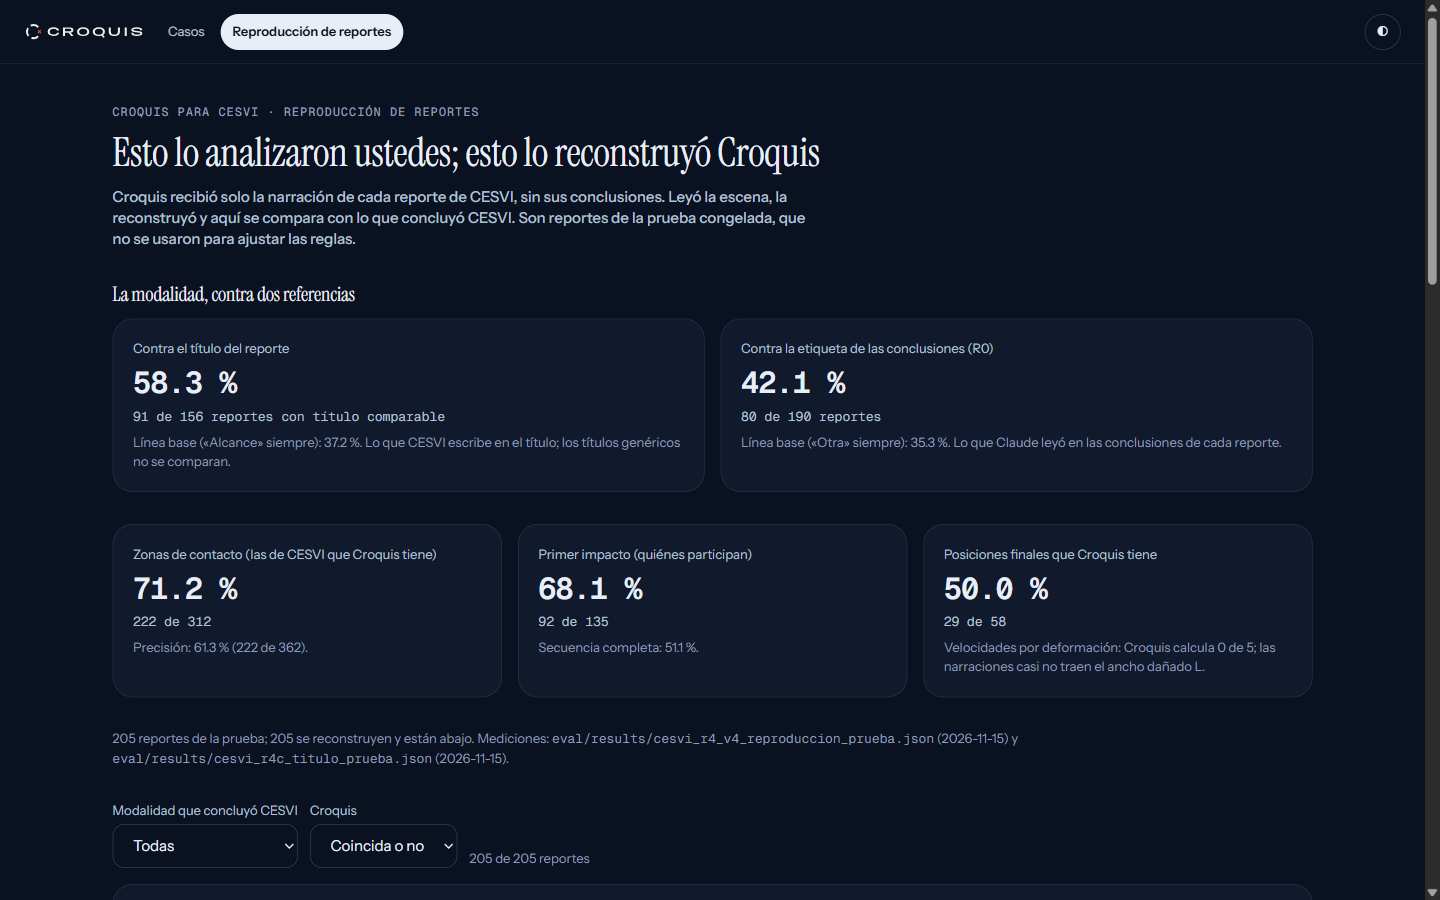 CROQUIS
Casos
Reproducción de reportes
CROQUIS PARA CESVI · REPRODUCCIÓN DE REPORTES
Esto lo analizaron ustedes; esto lo reconstruyó Croquis
Croquis recibió solo la narración de cada reporte de CESVI, sin sus conclusiones. Leyó la escena, la
reconstruyó y aquí se compara con lo que concluyó CESVI. Son reportes de la prueba congelada, que
no se usaron para ajustar las reglas.
La modalidad, contra dos referencias
Contra el título del reporte
58.3 %
91 de 156 reportes con título comparable
Línea base («Alcance» siempre): 37.2 %. Lo que CESVI escribe en el título; los títulos genéricos
no se comparan.
Contra la etiqueta de las conclusiones (R0)
42.1 %
80 de 190 reportes
Línea base («Otra» siempre): 35.3 %. Lo que Claude leyó en las conclusiones de cada reporte.
Zonas de contacto (las de CESVI que Croquis tiene)
71.2 %
222 de 312
Precisión: 61.3 % (222 de 362).
Primer impacto (quiénes participan)
68.1 %
92 de 135
Secuencia completa: 51.1 %.
Posiciones finales que Croquis tiene
50.0 %
29 de 58
Velocidades por deformación: Croquis calcula 0 de 5; las
narraciones casi no traen el ancho dañado L.
205 reportes de la prueba; 205 se reconstruyen y están abajo. Mediciones: eval/results/cesvi_r4_v4_reproduccion_prueba.json (2026-11-15) y
eval/results/cesvi_r4c_titulo_prueba.json (2026-11-15).
Modalidad que concluyó CESVI
Croquis
Todas
Coincida o no
205 de 205 reportes